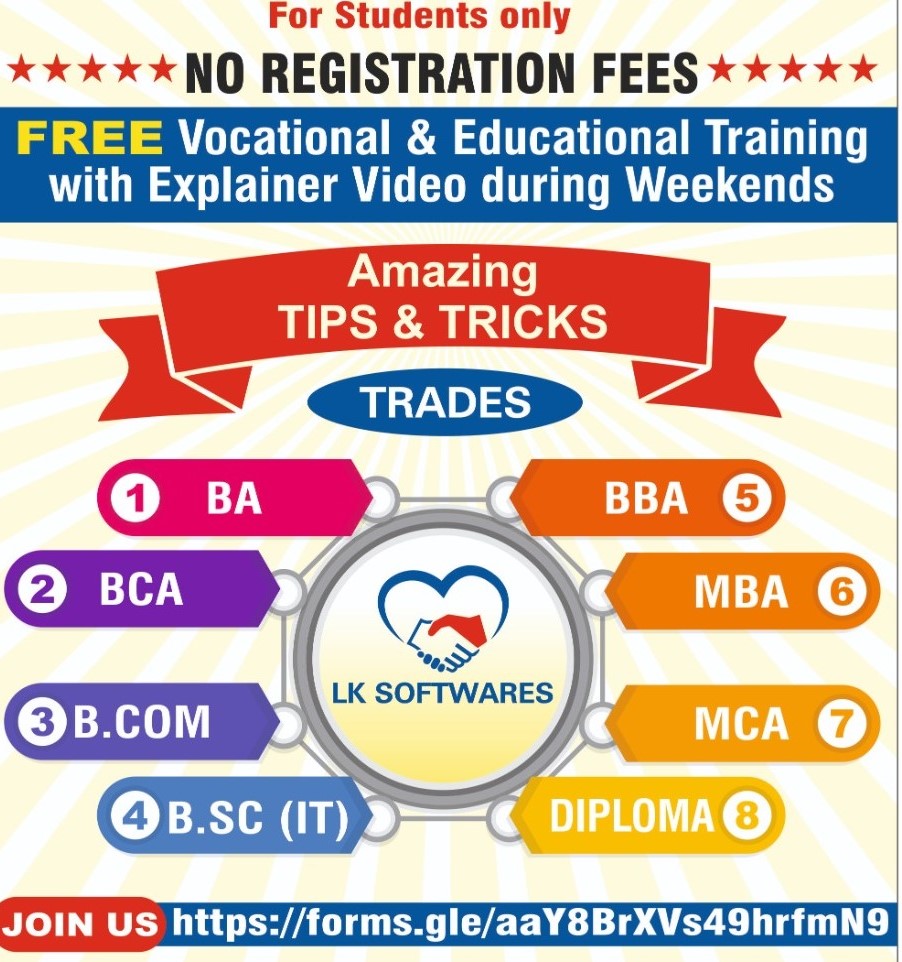 For Students only
NO REGISTRATION FEES
FREE Vocational & Educational Training
with Explainer Video during Weekends
Amazing
TIPS & TRICKS
TRADES
1 BA
2 BCA
3 B.COM
4 B.SC (IT)
BBA 5
MBA 6
MCA 7
DIPLOMA 8
LK SOFTWARES
JOIN US https://forms.gle/aaY8BrXVs49hrfmN9